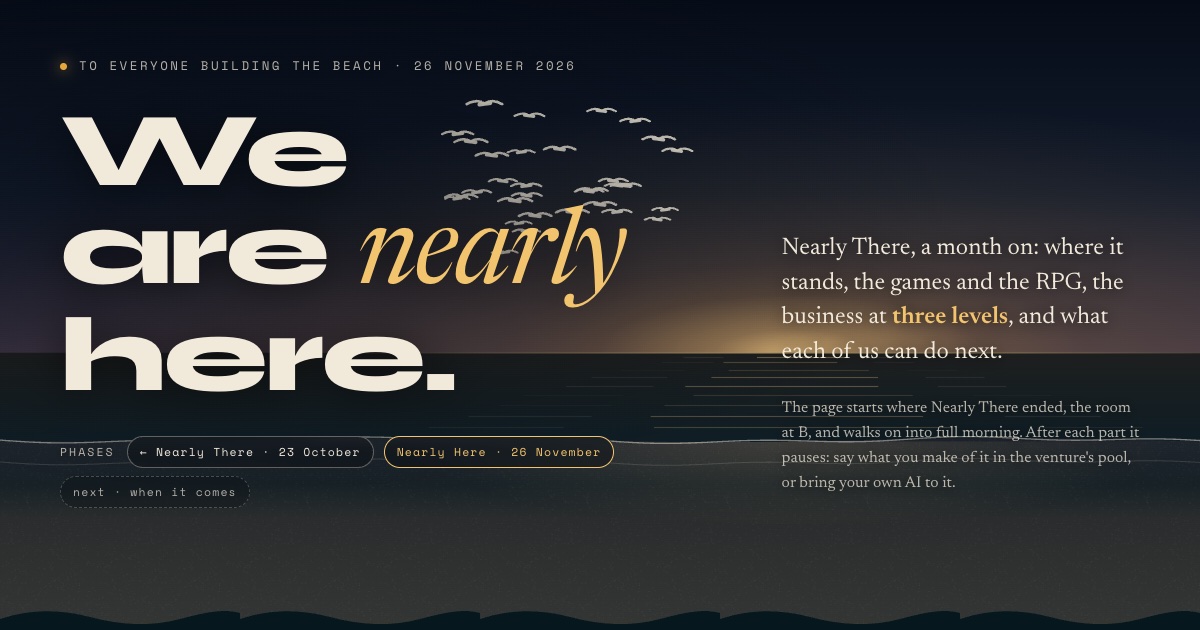 TO EVERYONE BUILDING THE BEACH · 26 NOVEMBER 2026
We
are nearly
here.
PHASES ← Nearly There · 23 October Nearly Here · 26 November
next · when it comes
Nearly There, a month on: where it
stands, the games and the RPG, the
business at three levels, and what
each of us can do next.
The page starts where Nearly There ended, the room
at B, and walks on into full morning. After each part it
pauses: say what you make of it in the venture's pool,
or bring your own AI to it.